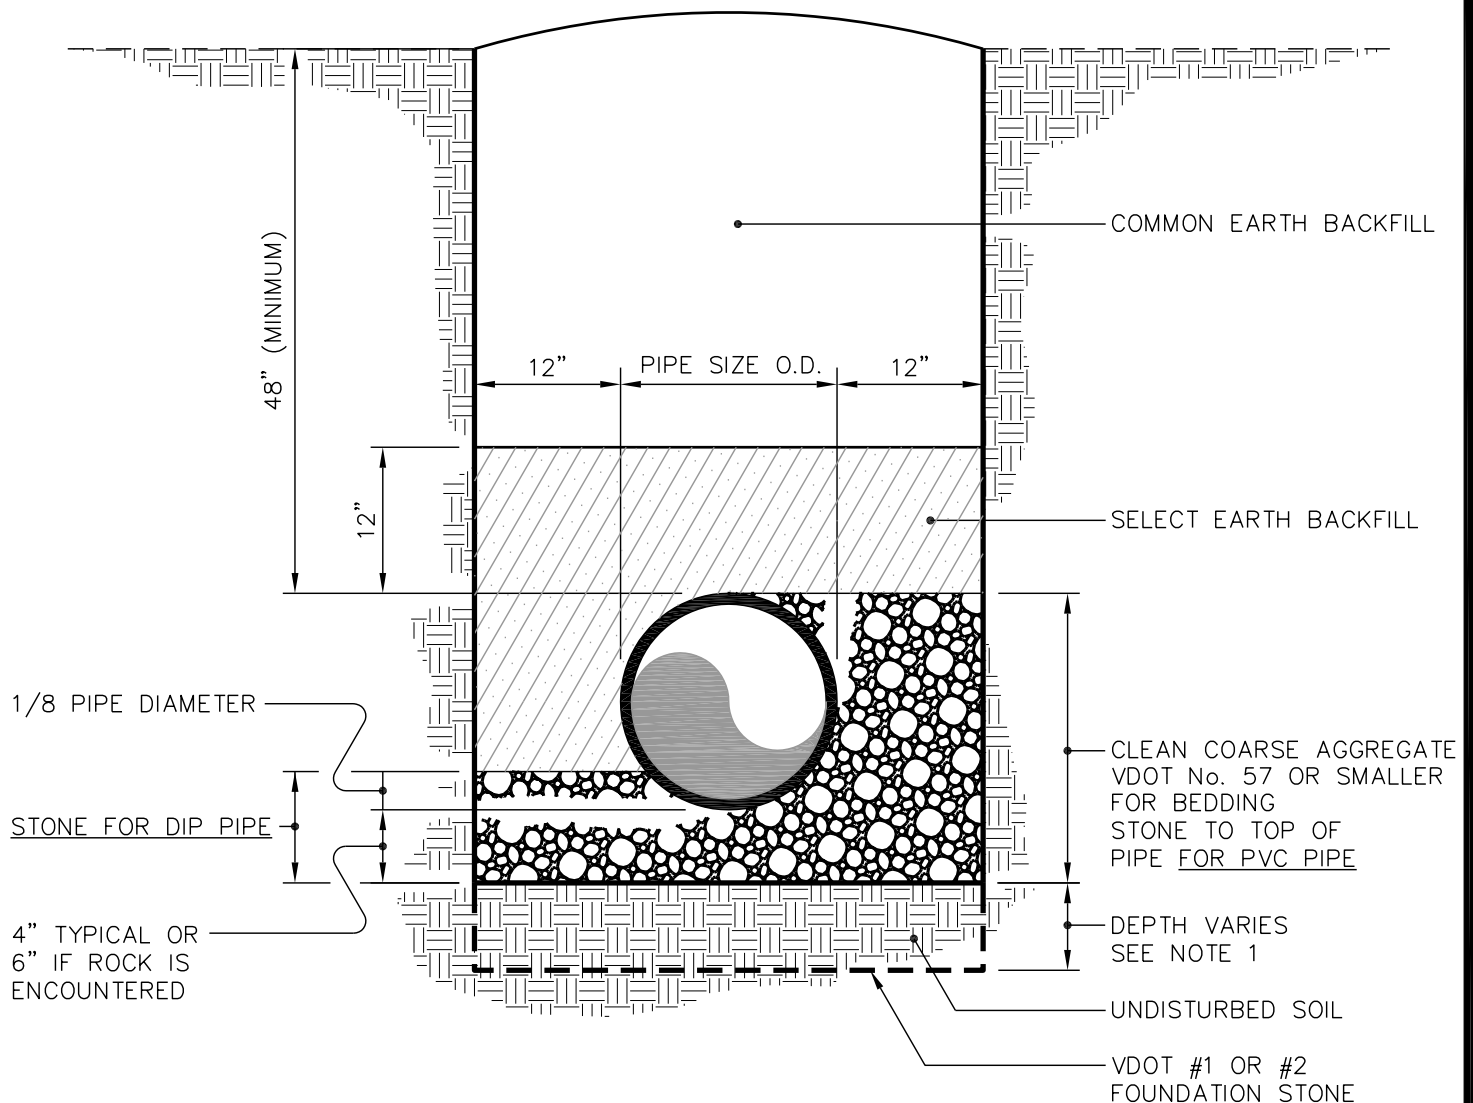 COMMON EARTH BACKFILL
48" (MINIMUM)
12"
PIPE SIZE O.D.
12"
12"
SELECT EARTH BACKFILL
1/8 PIPE DIAMETER
STONE FOR DIP PIPE
4" TYPICAL OR
6" IF ROCK IS
ENCOUNTERED
CLEAN COARSE AGGREGATE
VDOT No. 57 OR SMALLER
FOR BEDDING
STONE TO TOP OF
PIPE FOR PVC PIPE
DEPTH VARIES
SEE NOTE 1
UNDISTURBED SOIL
VDOT #1 OR #2
FOUNDATION STONE